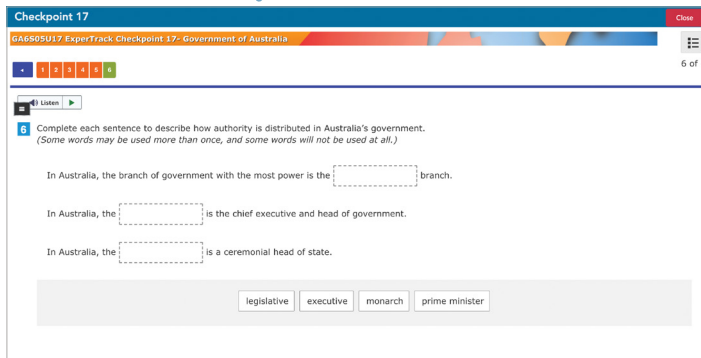 Checkpoint 17
Close
GA6S05U17 ExperTrack Checkpoint 17- Government of Australia
1 2 3 4 5 6
6 of
Listen
6 Complete each sentence to describe how authority is distributed in Australia's government.
(Some words may be used more than once, and some words will not be used at all.)
In Australia, the branch of government with the most power is the branch.
In Australia, the is the chief executive and head of government.
In Australia, the is a ceremonial head of state.
legislative executive monarch prime minister